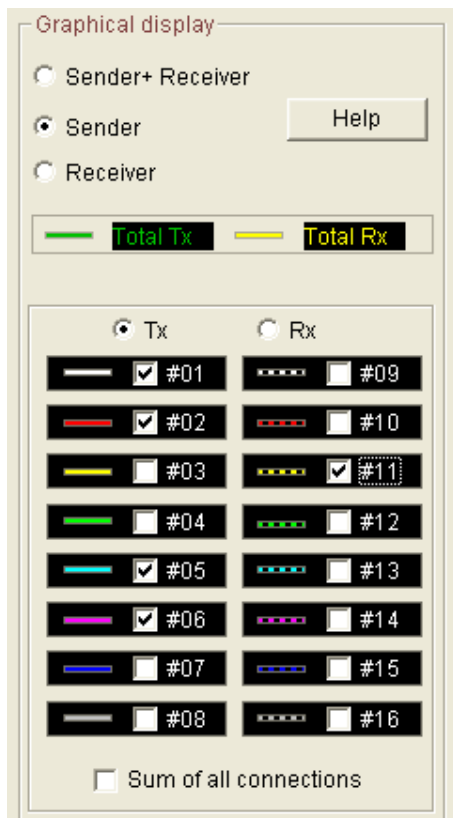 Graphical display
Sender+ Receiver
Sender
Help
Receiver
Total Tx Total Rx
Tx Rx
#01 #09
#02 #10
#03 #11
#04 #12
#05 #13
#06 #14
#07 #15
#08 #16
Sum of all connections